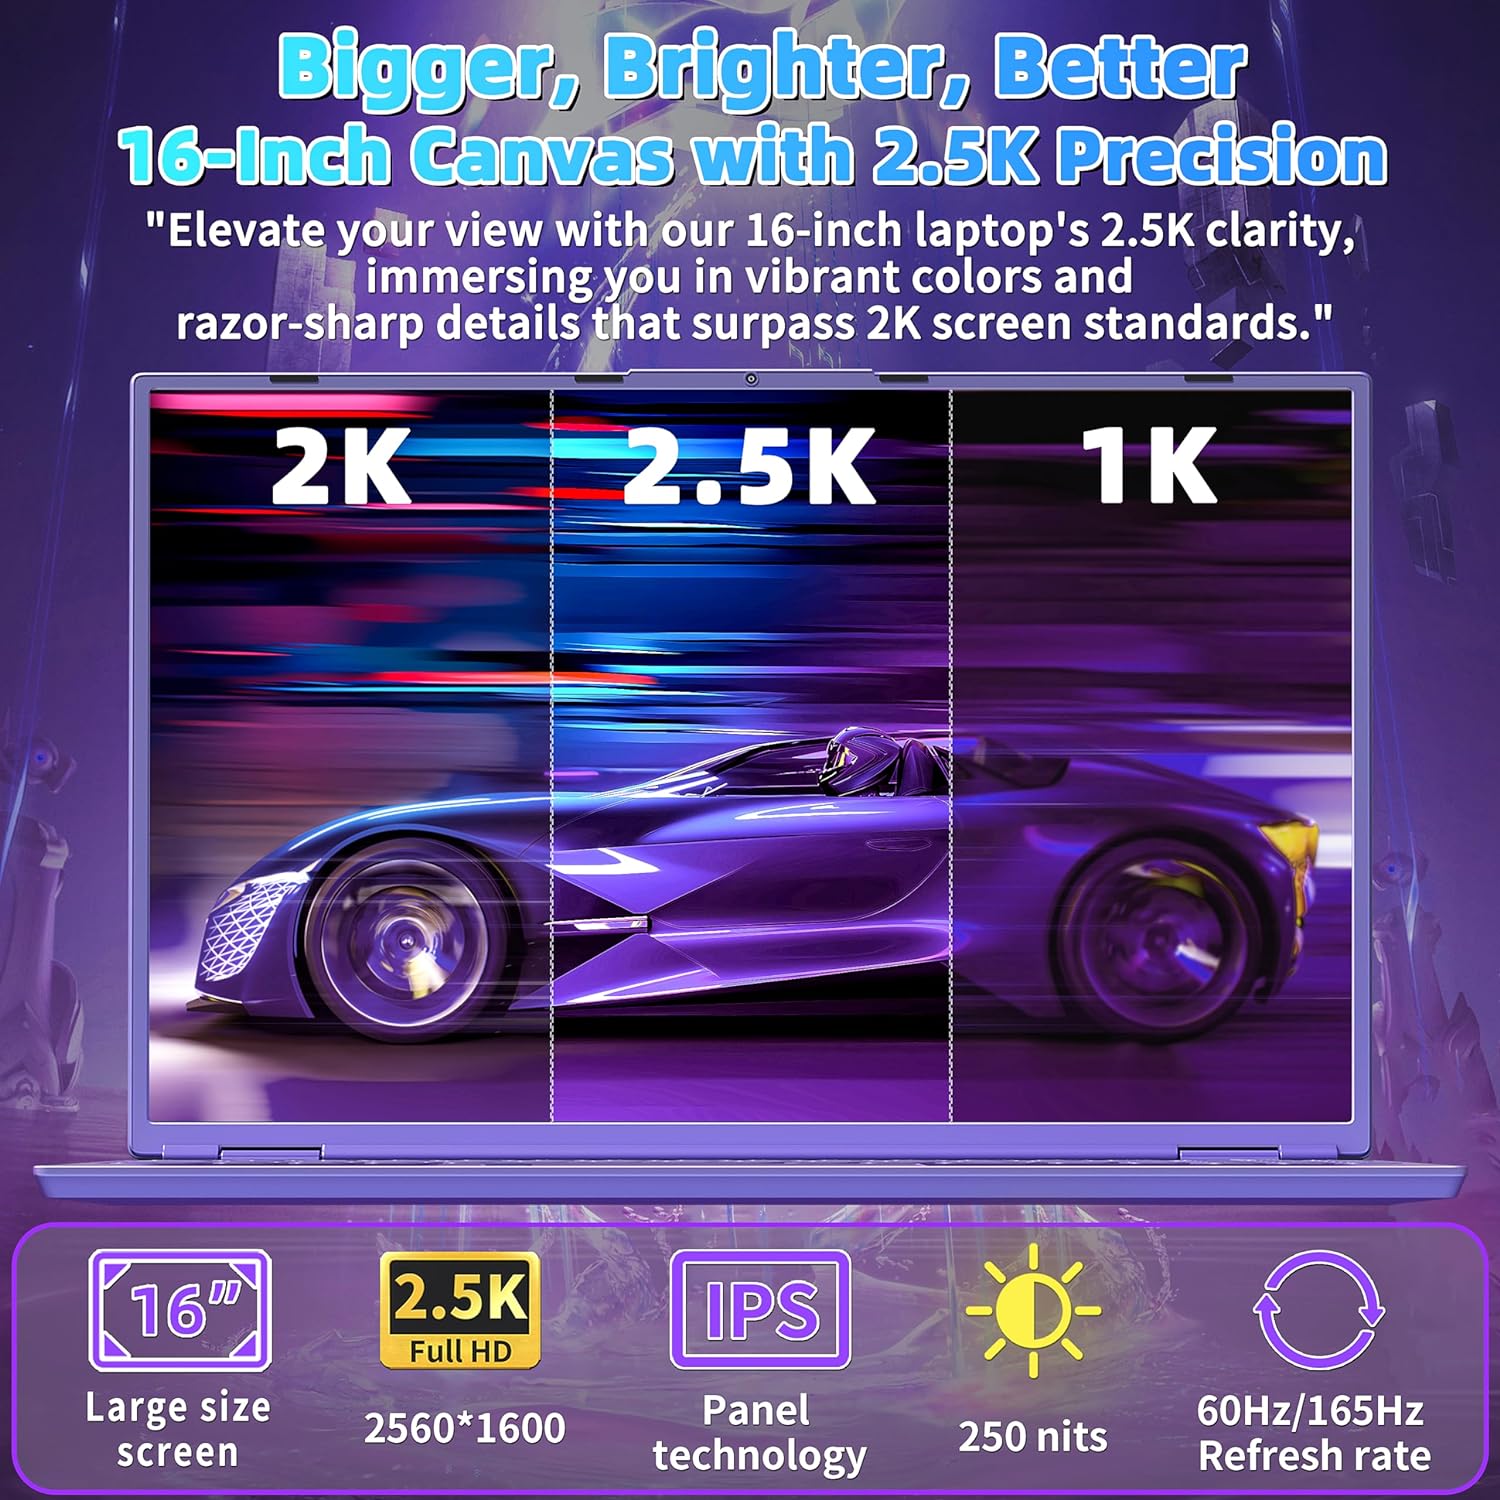 Bigger, Brighter, Better
16-Inch Canvas with 2.5K Precision
"Elevate your view with our 16-inch laptop's 2.5K clarity,
immersing you in vibrant colors and
razor-sharp details that surpass 2K screen standards."
2K
2.5K
1K
16”
Large size
screen
2.5K
Full HD
2560*1600
IPS
Panel
technology
250 nits
60Hz/165Hz
Refresh rate